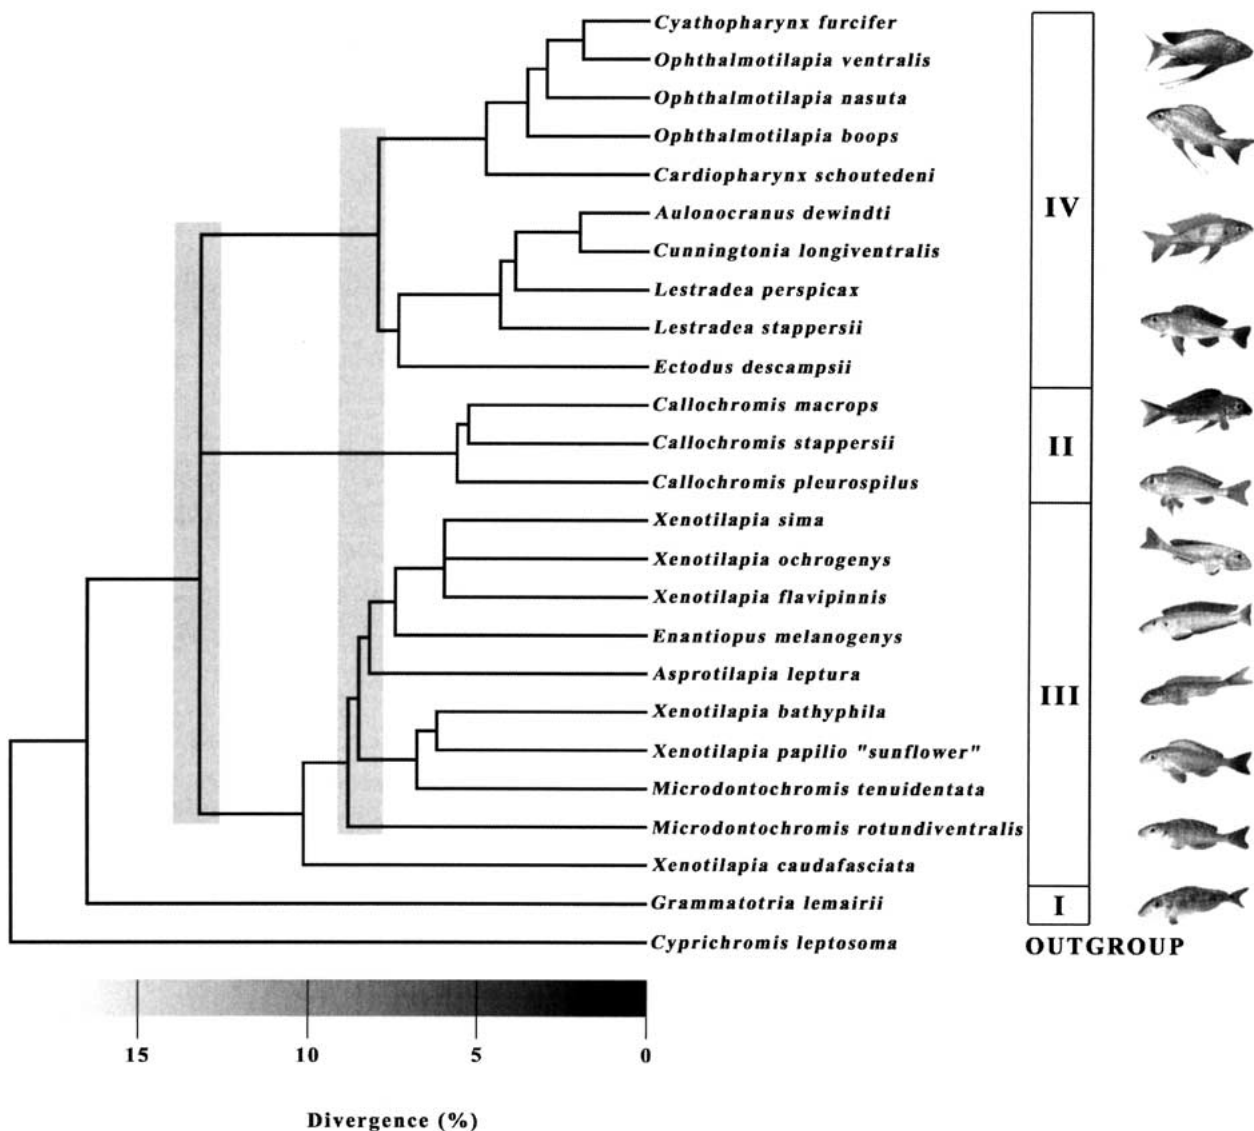 Cyathopharynx furcifer
Ophthalmotilapia ventralis
Ophthalmotilapia nasuta
Ophthalmotilapia boops
Cardiopharynx schoutedeni
Aulonocranus dewindti
Cunningtonia longiventralis
Lestradea perspicax
Lestradea stappersii
Ectodus descampsii
IV
Callochromis macrops
Callochromis stappersii
Callochromis pleurospilus
II
Xenotilapia sima
Xenotilapia ochrogenys
Xenotilapia flavipinnis
Enantiopus melanogenys
Asprotilapia leptura
Xenotilapia bathyphila
Xenotilapia papilio "sunflower"
Microdontochromis tenuidentata
Microdontochromis rotundiventralis
Xenotilapia caudafasciata
III
Grammatotria lemairii
I
Cyprichromis leptosoma
OUTGROUP
15 10 5 0
Divergence (%)